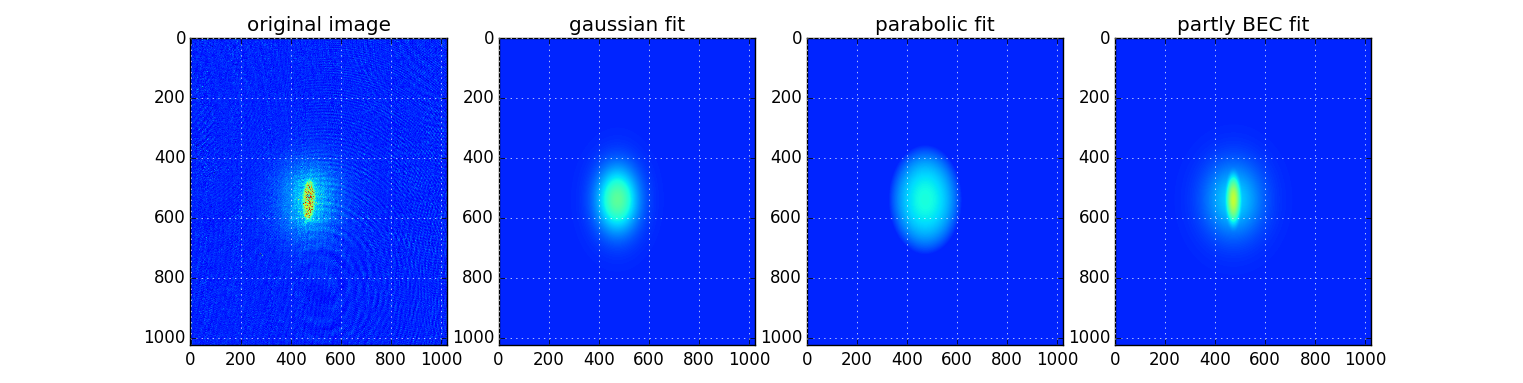 original image gaussian fit parabolic fit partly BEC fit
0 0 0 0
200 200 200 200
400 400 400 400
600 600 600 600
800 800 800 800
1000 1000 1000 1000
0 200 400 600 800 1000 0 200 400 600 800 1000 0 200 400 600 800 1000 0 200 400 600 800 1000